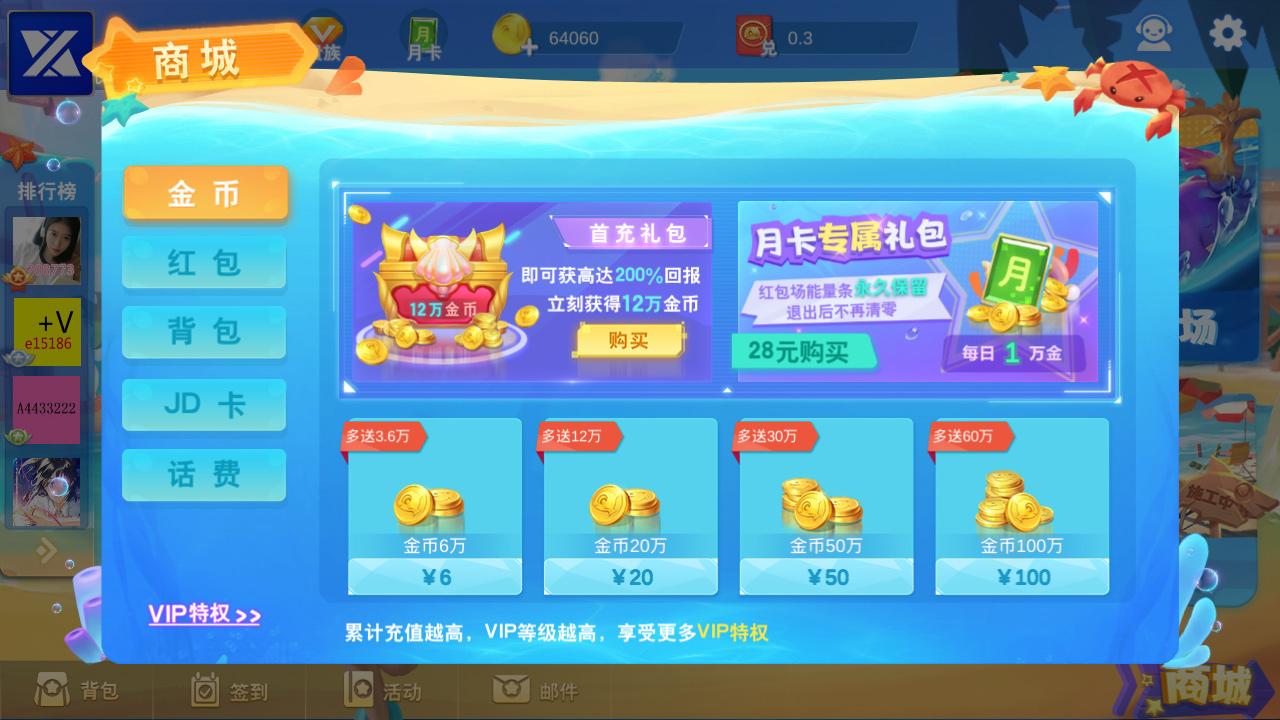 商城
月卡
64060
兑
0.3
排行榜
+V
e15186
A4433222
金币
红包
背包
JD 卡
话费
VIP特权>>
首充礼包
即可获高达200%回报
立刻获得12万金币
12万金币
购买
月卡专属礼包
红包场能量条永久保留
退出后不再清零
28元购买
月
每日 1 万金
多送3.6万
金币6万
¥6
多送12万
金币20万
¥20
多送30万
金币50万
¥50
多送60万
金币100万
¥100
累计充值越高，VIP等级越高，享受更多VIP特权
场
施工中
背包
签到
活动
邮件
商城